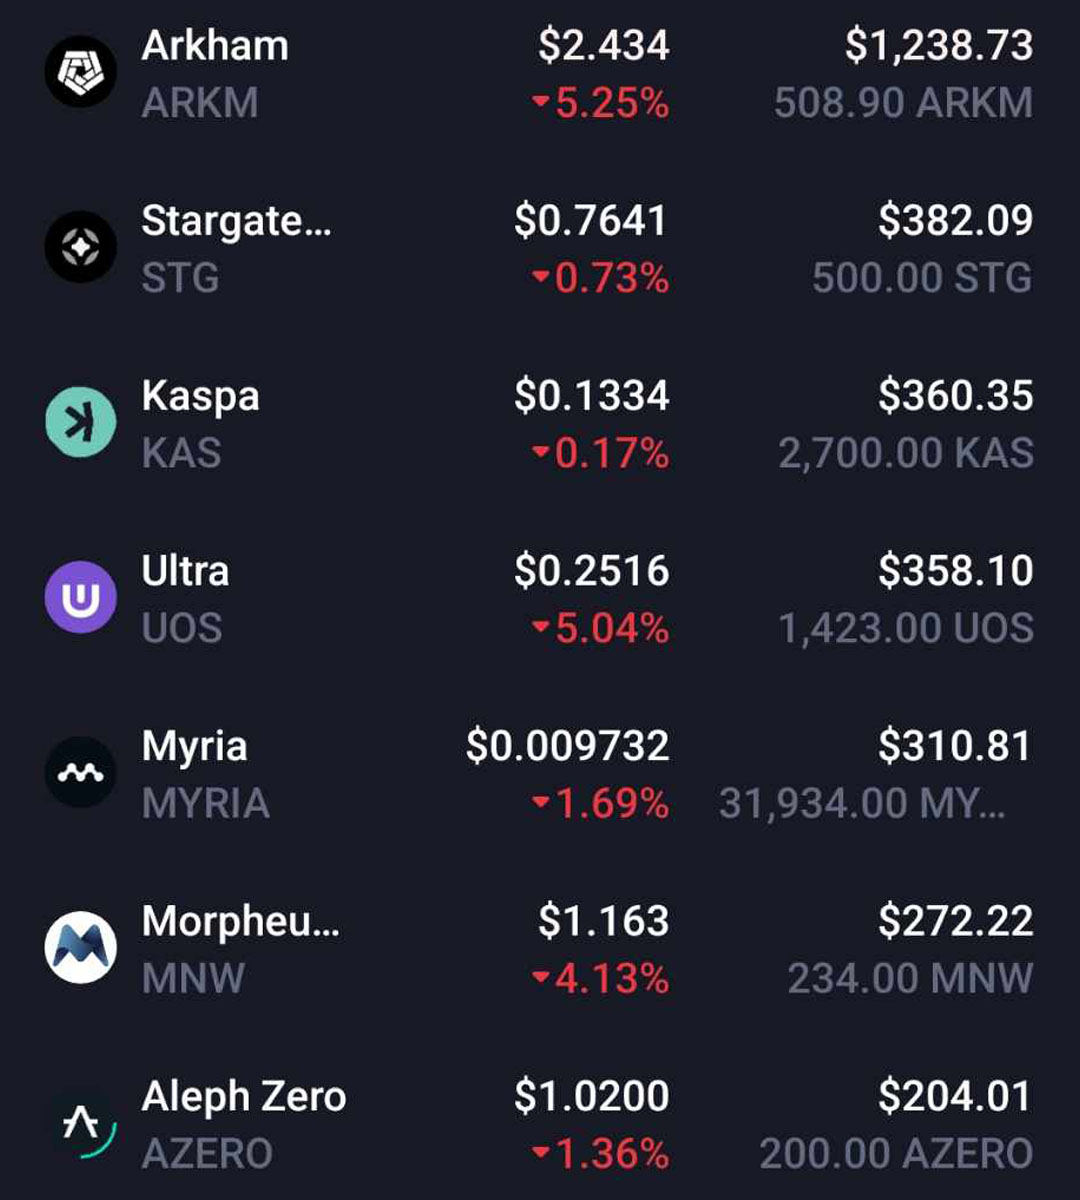 Arkham $2.434 $1,238.73
ARKM ▾5.25% 508.90 ARKM
Stargate... $0.7641 $382.09
STG ▾0.73% 500.00 STG
Kaspa $0.1334 $360.35
KAS ▾0.17% 2,700.00 KAS
Ultra $0.2516 $358.10
UOS ▾5.04% 1,423.00 UOS
Myria $0.009732 $310.81
MYRIA ▾1.69% 31,934.00 MY...
Morpheu... $1.163 $272.22
MNW ▾4.13% 234.00 MNW
Aleph Zero $1.0200 $204.01
AZERO ▾1.36% 200.00 AZERO